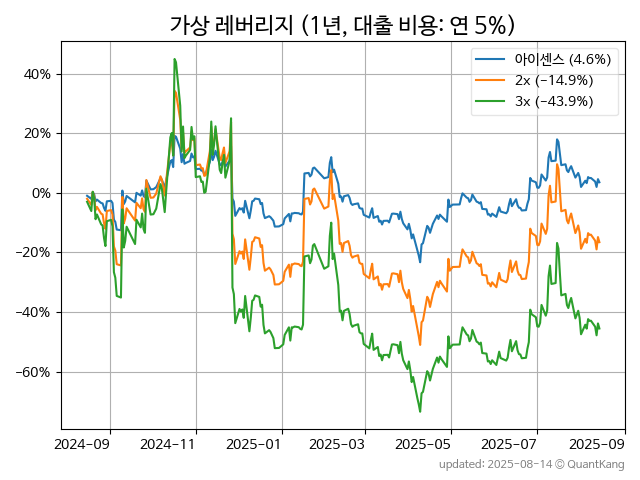 가상 레버리지 (1년, 대출 비용: 연 5%)
아이센스 (4.6%)
2x (−14.9%)
3x (−43.9%)
40%
20%
0%
−20%
−40%
−60%
2024-09 2024-11 2025-01 2025-03 2025-05 2025-07 2025-09
updated: 2025-08-14 © QuantKang